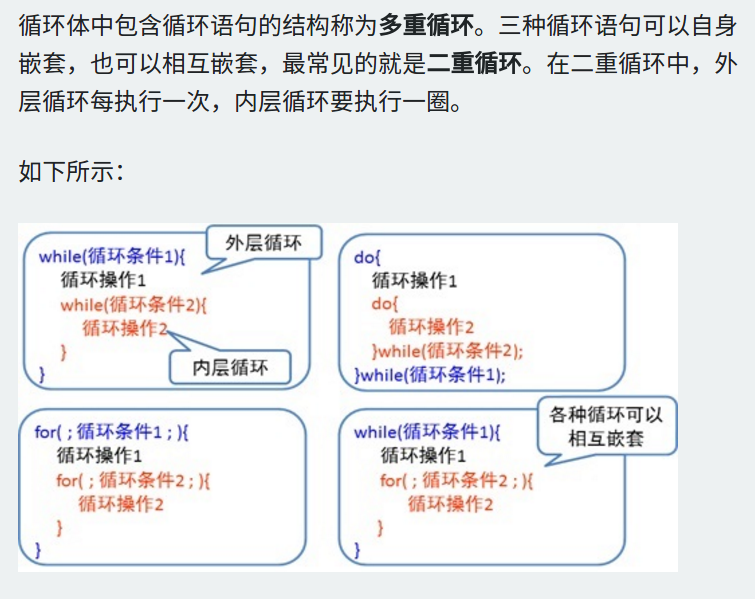 循环体中包含循环语句的结构称为多重循环。三种循环语句可以自身
嵌套，也可以相互嵌套，最常见的就是二重循环。在二重循环中，外
层循环每执行一次，内层循环要执行一圈。
如下所示：
外层循环
while(循环条件1){
循环操作1
while(循环条件2){
循环操作2
}
内层循环
}
do{
循环操作1
do{
循环操作2
}while(循环条件2);
}while(循环条件1);
for( ; 循环条件1 ; ){
循环操作1
for( ; 循环条件2 ; ){
循环操作2
}
}
各种循环可以
相互嵌套
while(循环条件1){
循环操作1
for( ; 循环条件2 ; ){
循环操作2
}
}